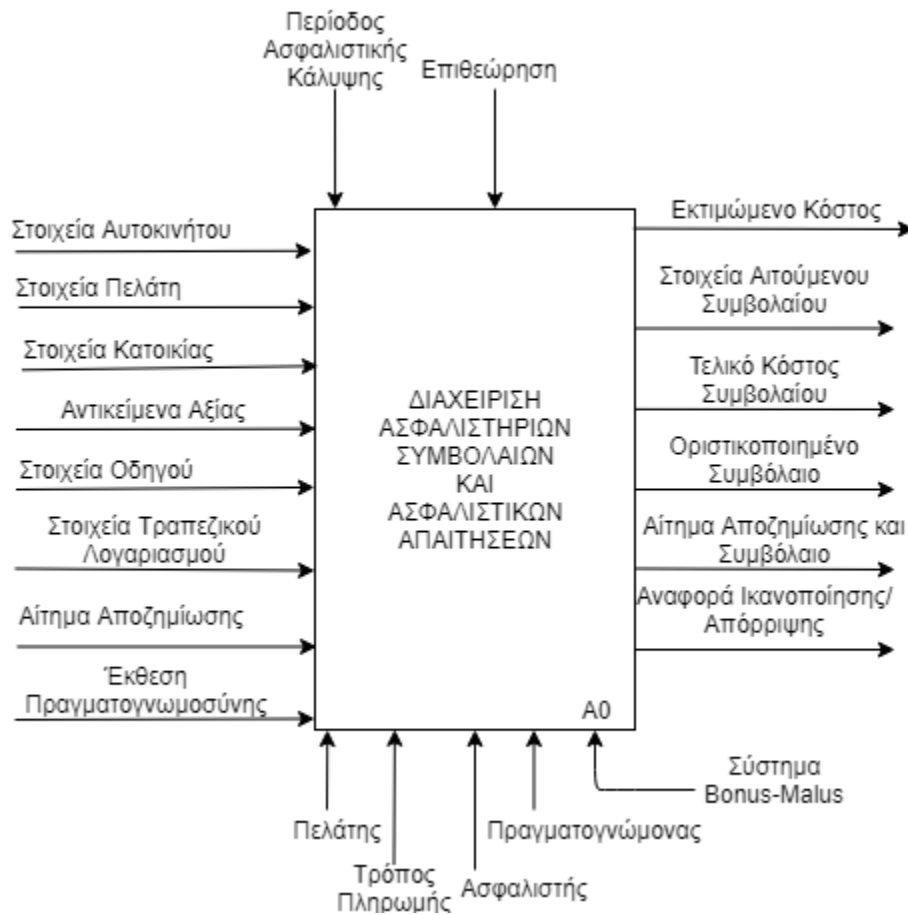 Περίοδος
Ασφαλιστικής
Κάλυψης
Επιθεώρηση
Στοιχεία Αυτοκινήτου
Στοιχεία Πελάτη
Στοιχεία Κατοικίας
Αντικείμενα Αξίας
Στοιχεία Οδηγού
Στοιχεία Τραπεζικού
Λογαριασμού
Αίτημα Αποζημίωσης
Έκθεση
Πραγματογνωμοσύνης
ΔΙΑΧΕΙΡΙΣΗ
ΑΣΦΑΛΙΣΤΗΡΙΩΝ
ΣΥΜΒΟΛΑΙΩΝ
ΚΑΙ
ΑΣΦΑΛΙΣΤΙΚΩΝ
ΑΠΑΙΤΗΣΕΩΝ
A0
Εκτιμώμενο Κόστος
Στοιχεία Αιτούμενου
Συμβολαίου
Τελικό Κόστος
Συμβολαίου
Οριστικοποιημένο
Συμβόλαιο
Αίτημα Αποζημίωσης και
Συμβόλαιο
Αναφορά Ικανοποίησης/
Απόρριψης
Πελάτης
Τρόπος
Πληρωμής
Ασφαλιστής
Πραγματογνώμονας
Σύστημα
Bonus-Malus